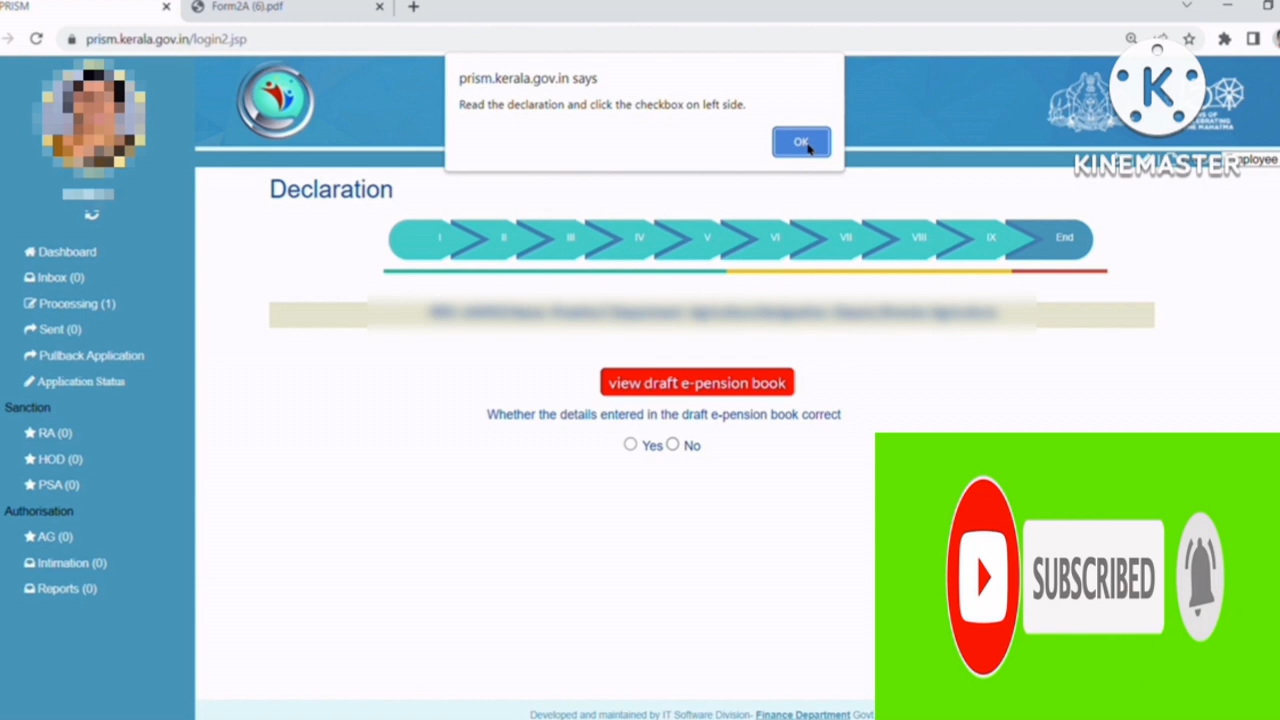 PRISM
Form2A (6).pdf
prism.kerala.gov.in/login2.jsp
prism.kerala.gov.in says
Read the declaration and click the checkbox on left side.
OK
K
KINEMASTER
Declaration
I II III IV V VI VII VIII IX End
Dashboard
Inbox (0)
Processing (1)
Sent (0)
Pullback Application
Application Status
Sanction
RA (0)
HOD (0)
PSA (0)
Authorisation
AG (0)
Intimation (0)
Reports (0)
view draft e-pension book
Whether the details entered in the draft e-pension book correct
Yes No
SUBSCRIBED
Developed and maintained by IT Software Division- Finance Department Govt